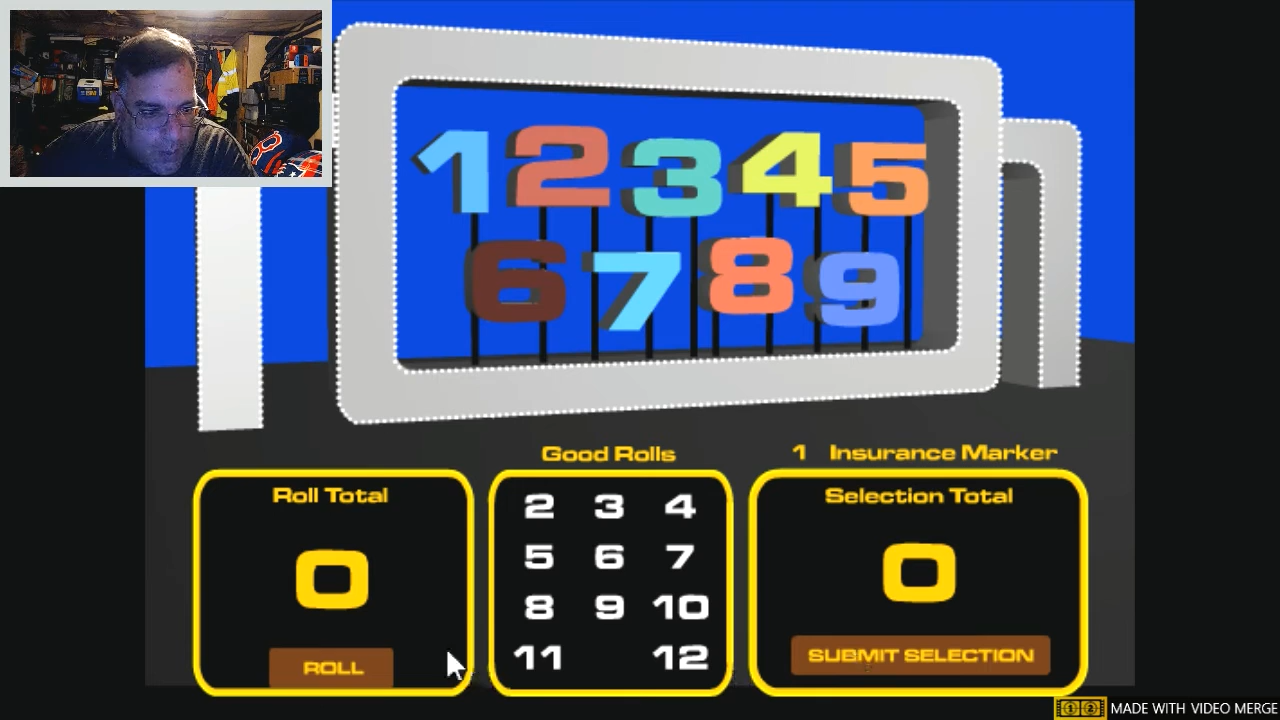 1 2 3 4 5
6 7 8 9
Good Rolls
1 Insurance Marker
Roll Total
0
ROLL
2 3 4
5 6 7
8 9 10
11 12
Selection Total
0
SUBMIT SELECTION
1 2 MADE WITH VIDEO MERGE